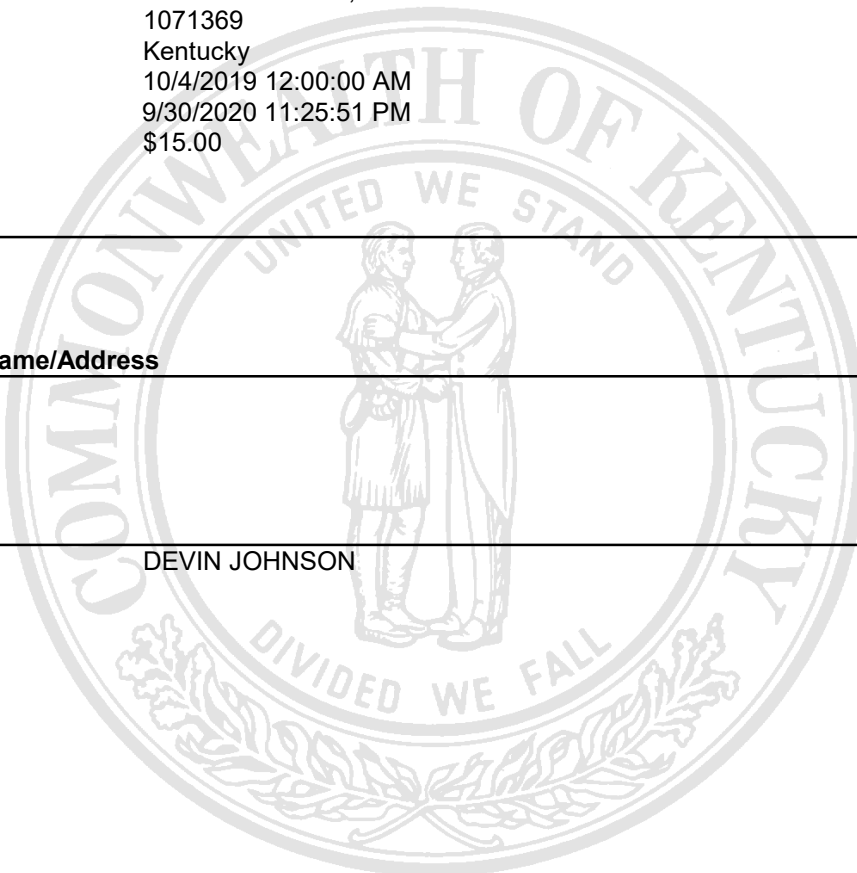 1071369
Kentucky
10/4/2019 12:00:00 AM
9/30/2020 11:25:51 PM
$15.00
COMMONWEALTH OF KENTUCKY
UNITED WE STAND
ame/Address
DEVIN JOHNSON
DIVIDED WE FALL